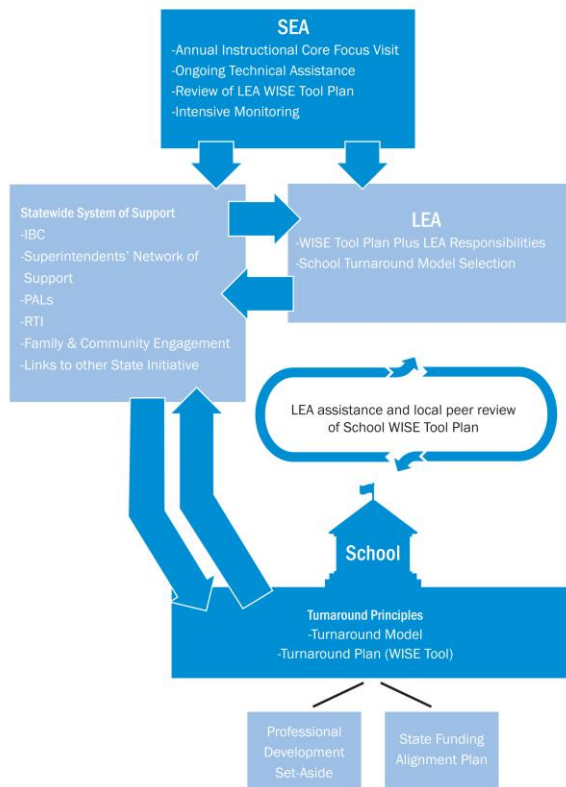 SEA
-Annual Instructional Core Focus Visit
-Ongoing Technical Assistance
-Review of LEA WISE Tool Plan
-Intensive Monitoring
Statewide System of Support
-IBC
-Superintendents' Network of
Support
-PALs
-RTI
-Family & Community Engagement
-Links to other State Initiative
LEA
-WISE Tool Plan Plus LEA Responsibilities
-School Turnaround Model Selection
LEA assistance and local peer review
of School WISE Tool Plan
School
Turnaround Principles
-Turnaround Model
-Turnaround Plan (WISE Tool)
Professional
Development
Set-Aside
State Funding
Alignment Plan